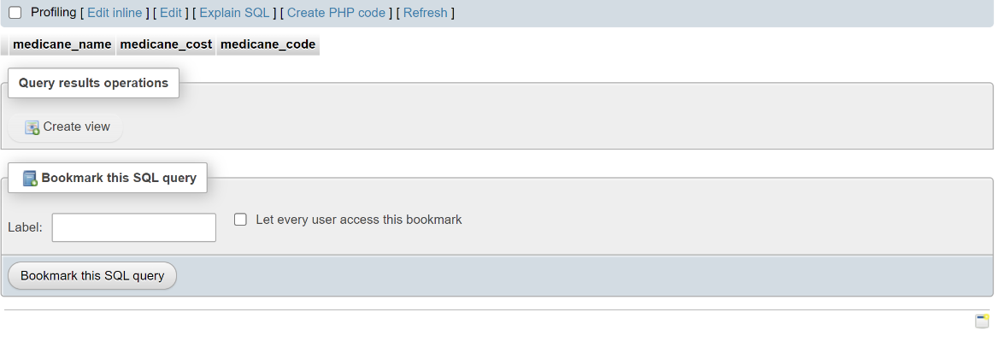 Profiling [ Edit inline ] [ Edit ] [ Explain SQL ] [ Create PHP code ] [ Refresh ]
medicane_name medicane_cost medicane_code
Query results operations
Create view
Bookmark this SQL query
Label: Let every user access this bookmark
Bookmark this SQL query